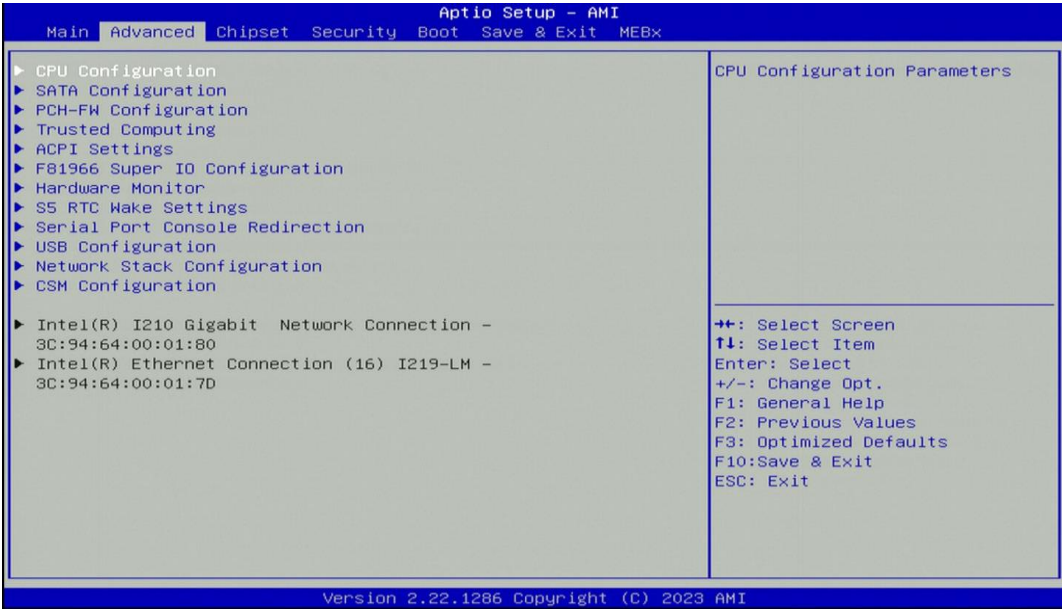 Aptio Setup – AMI
Main Advanced Chipset Security Boot Save & Exit MEBx
▶ CPU Configuration
▶ SATA Configuration
▶ PCH-FW Configuration
▶ Trusted Computing
▶ ACPI Settings
▶ F81966 Super IO Configuration
▶ Hardware Monitor
▶ S5 RTC Wake Settings
▶ Serial Port Console Redirection
▶ USB Configuration
▶ Network Stack Configuration
▶ CSM Configuration
▶ Intel(R) I210 Gigabit  Network Connection –
3C:94:64:00:01:80
▶ Intel(R) Ethernet Connection (16) I219-LM –
3C:94:64:00:01:7D
CPU Configuration Parameters
→←: Select Screen
↑↓: Select Item
Enter: Select
+/-: Change Opt.
F1: General Help
F2: Previous Values
F3: Optimized Defaults
F10:Save & Exit
ESC: Exit
Version 2.22.1286 Copyright (C) 2023 AMI